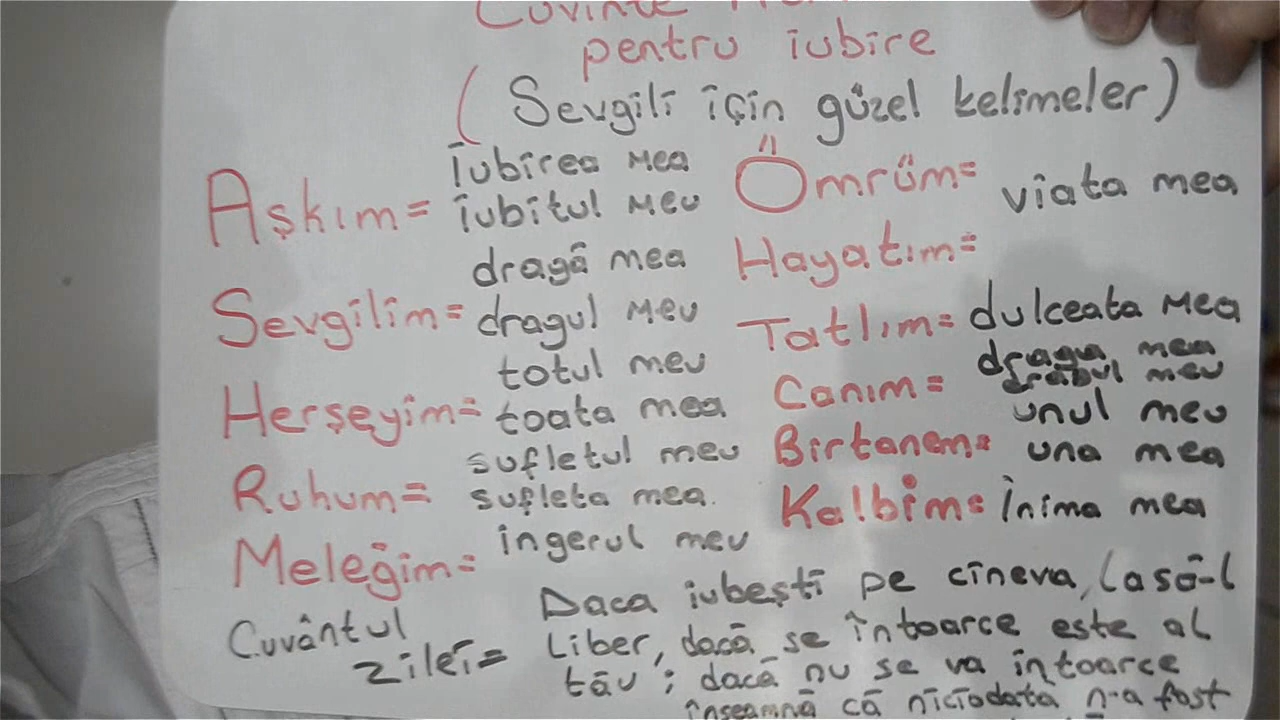 Cuvinte
pentru iubire
(Sevgili için güzel kelimeler)
iubirea mea
Aşkım= iubitul meu
dragă mea
Sevgilim= dragul meu
totul meu
Herşeyim= toata mea
sufletul meu
Ruhum= sufleta mea.
ingerul meu
Meleğim=
Ömrüm= viata mea
Hayatım=
Tatlım= dulceata mea
draga mea
Canım= dragul meu
unul meu
Birtanem= una mea
Kalbim= înima mea
Cuvântul
zilei=
Daca iubeşti pe cineva, lasă-l
liber, dacă se întoarce este al
tău; dacă nu se va întoarce
înseamnă că niciodata n-a fost